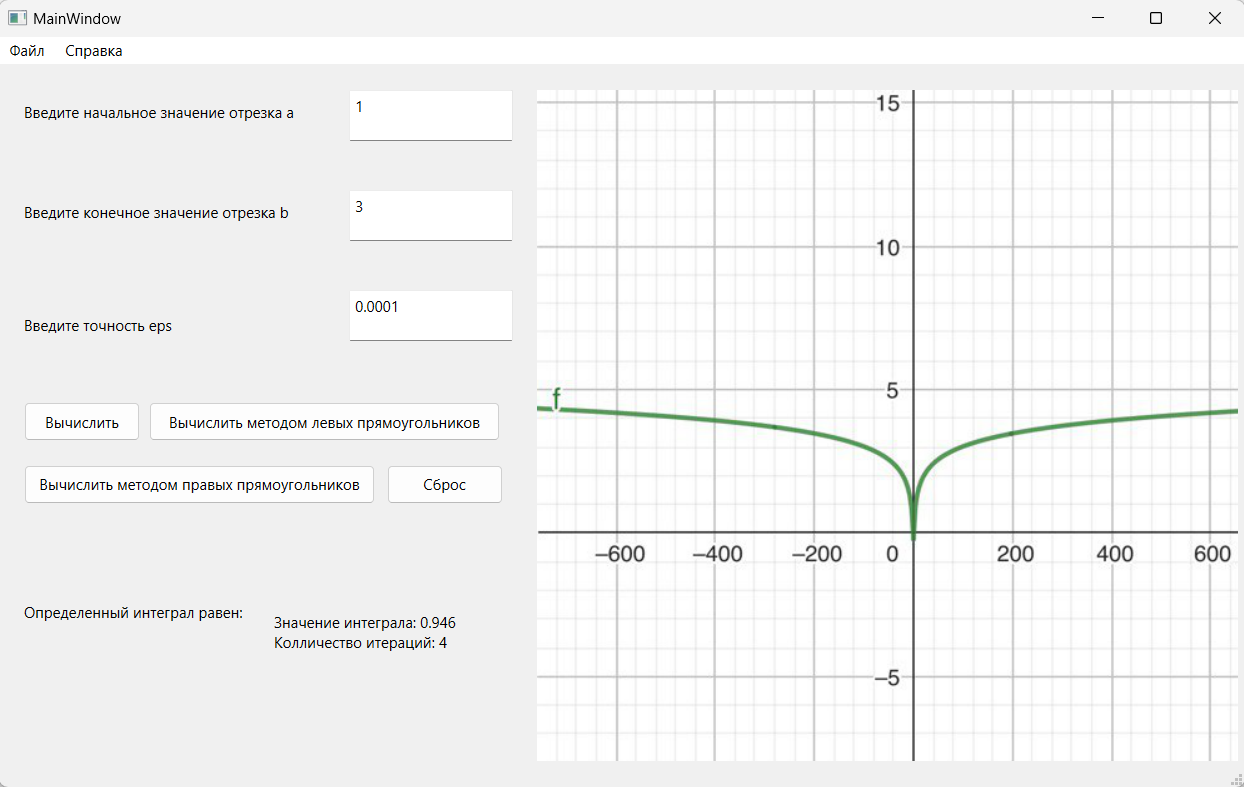 MainWindow
Файл Справка
Введите начальное значение отрезка a
1
Введите конечное значение отрезка b
3
Введите точность eps
0.0001
Вычислить
Вычислить методом левых прямоугольников
Вычислить методом правых прямоугольников
Сброс
Определенный интеграл равен:
Значение интеграла: 0.946
Колличество итераций: 4
15
10
5
f
–600 –400 –200 0 200 400 600
–5